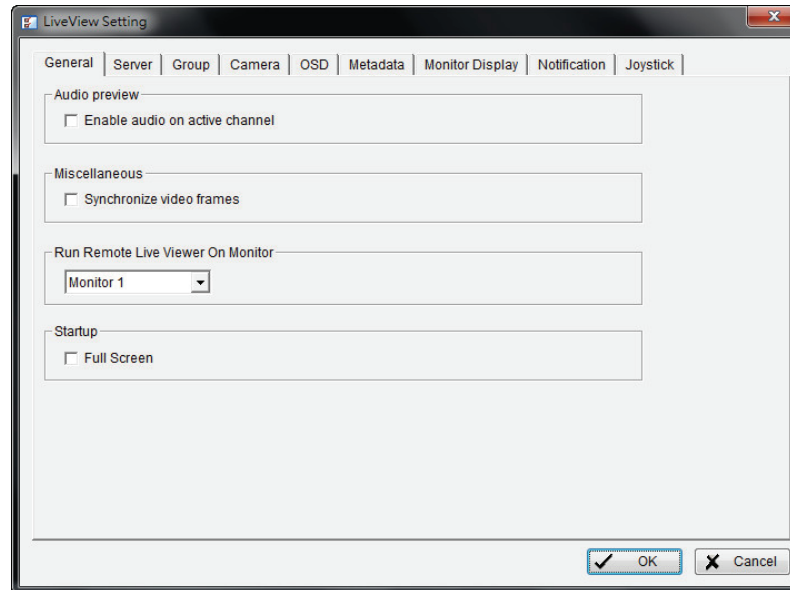 LiveView Setting
General Server Group Camera OSD Metadata Monitor Display Notification Joystick
Audio preview
Enable audio on active channel
Miscellaneous
Synchronize video frames
Run Remote Live Viewer On Monitor
Monitor 1
Startup
Full Screen
OK Cancel